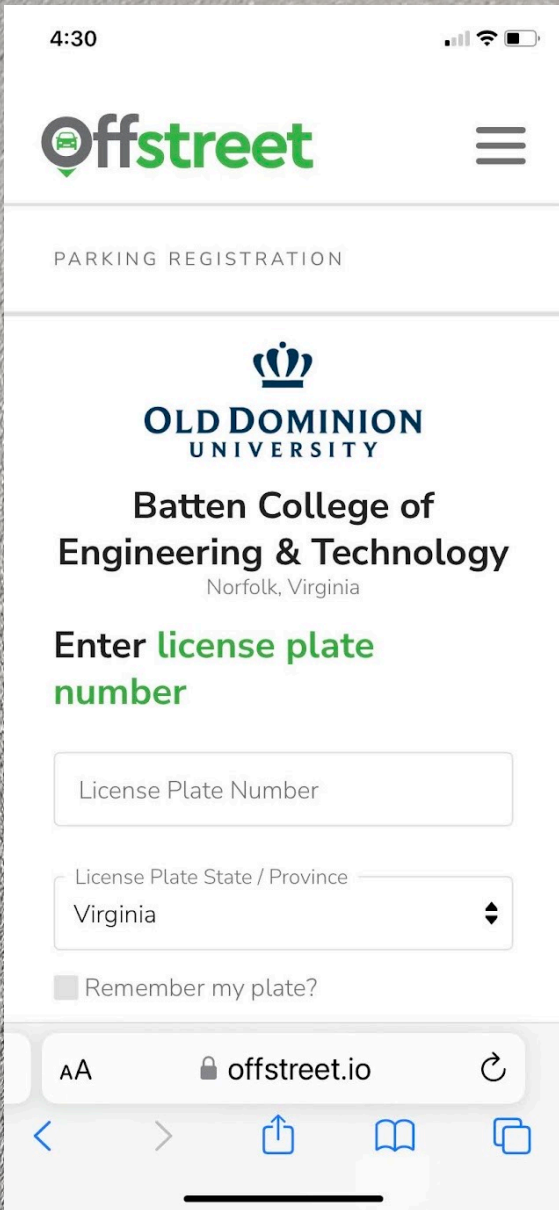 4:30
Offstreet
PARKING REGISTRATION
OLD DOMINION
UNIVERSITY
Batten College of
Engineering & Technology
Norfolk, Virginia
Enter license plate
number
License Plate Number
License Plate State / Province
Virginia
Remember my plate?
AA offstreet.io